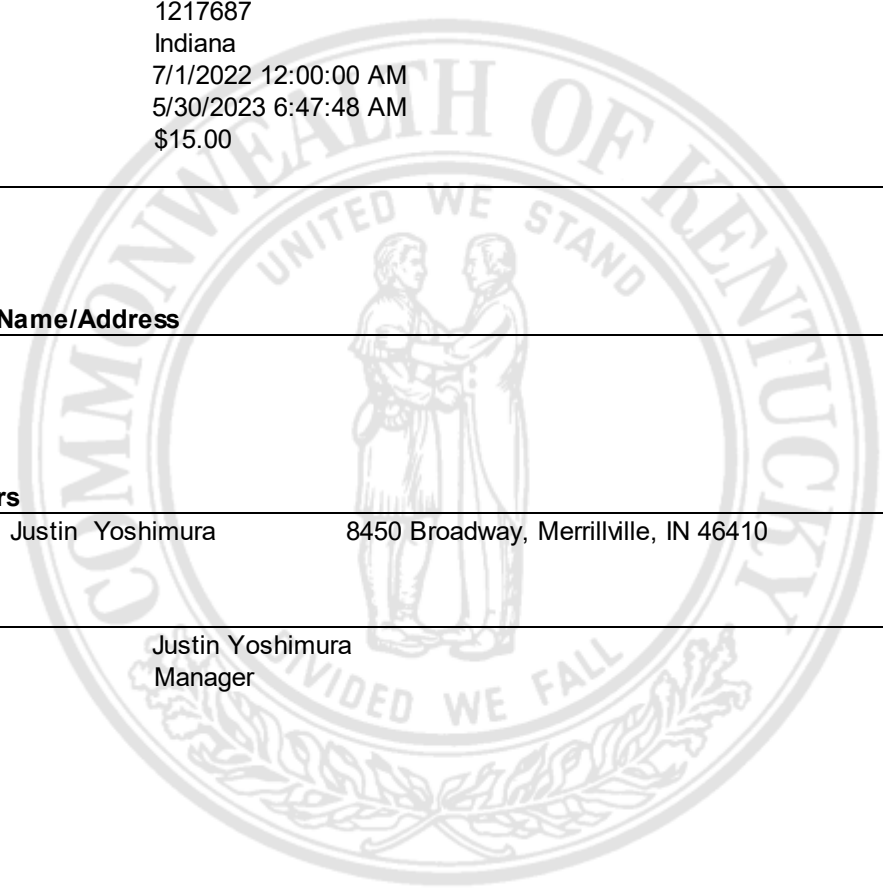 1217687
Indiana
7/1/2022 12:00:00 AM
5/30/2023 6:47:48 AM
$15.00
Name/Address
rs
Justin Yoshimura 8450 Broadway, Merrillville, IN 46410
Justin Yoshimura
Manager
COMMONWEALTH OF KENTUCKY
UNITED WE STAND
DIVIDED WE FALL